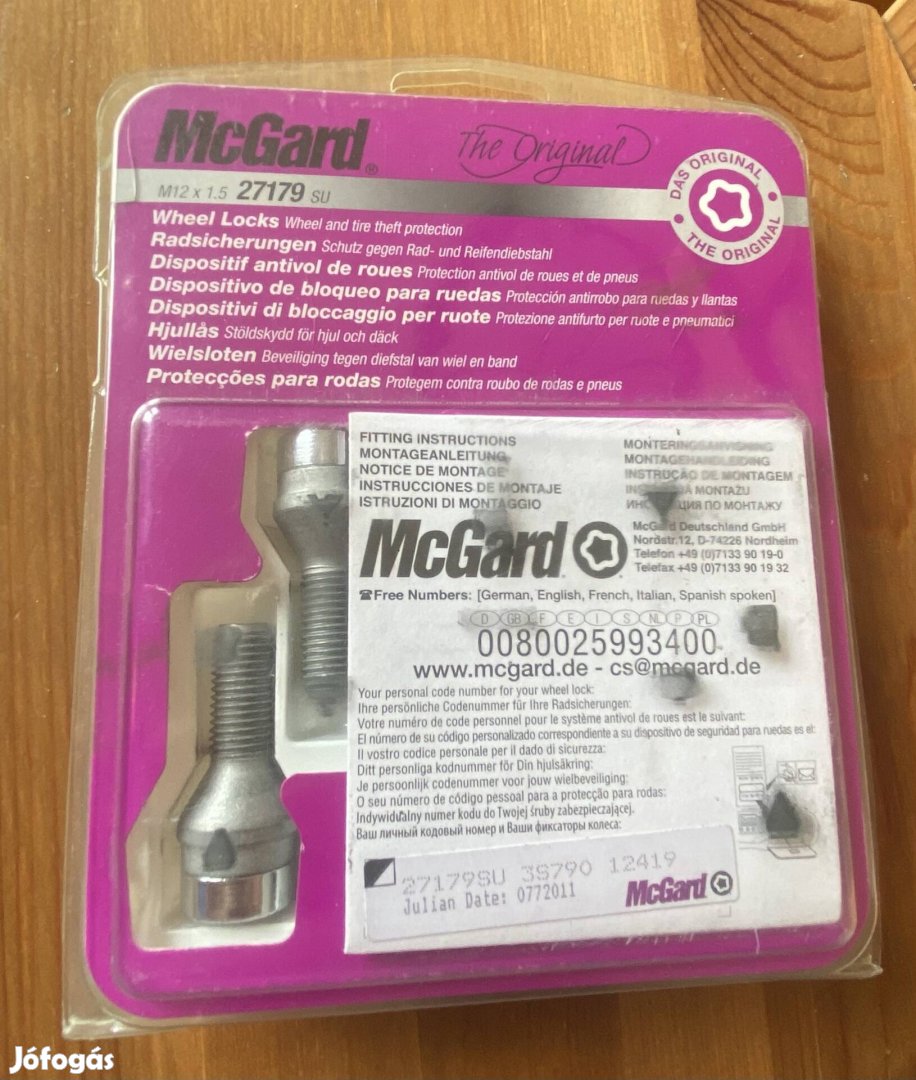 McGard®
The Original
M12 x 1.5 27179 SU
DAS ORIGINAL
THE ORIGINAL
Wheel Locks Wheel and tire theft protection
Radsicherungen Schutz gegen Rad- und Reifendiebstahl
Dispositif antivol de roues Protection antivol de roues et de pneus
Dispositivo de bloqueo para ruedas Protección antirrobo para ruedas y llantas
Dispositivi di bloccaggio per ruote Protezione antifurto per ruote e pneumatici
Hjullås Stöldskydd för hjul och däck
Wielsloten Beveiliging tegen diefstal van wiel en band
Protecções para rodas Protegem contra roubo de rodas e pneus
FITTING INSTRUCTIONS
MONTAGEANLEITUNG
NOTICE DE MONTAGE
INSTRUCCIONES DE MONTAJE
ISTRUZIONI DI MONTAGGIO
MONTERINGSANVISNING
MONTAGEHANDLEIDING
INSTRUÇÃO DE MONTAGEM
MONTAŻU
ПО МОНТАЖУ
McGard
McGard Deutschland GmbH
Nordstr.12, D-74226 Nordheim
Telefon +49 (0)7133 90 19-0
Telefax +49 (0)7133 90 19 32
☎Free Numbers: [German, English, French, Italian, Spanish spoken]
D GB F E I S NL P PL
0080025993400
www.mcgard.de - cs@mcgard.de
Your personal code number for your wheel lock:
Ihre persönliche Codenummer für Ihre Radsicherungen:
Votre numéro de code personnel pour le système antivol de roues est le suivant:
El número de su código personalizado correspondiente a su dispositivo de seguridad para ruedas es el:
Il vostro codice personale per il dado di sicurezza:
Ditt personliga kodnummer för Din hjulsäkring:
Je persoonlijk codenummer voor jouw wielbeveiliging:
O seu número de código pessoal para a protecção para rodas:
Indywidualny numer kodu do Twojej śruby zabezpieczającej.
Ваш личный кодовый номер и Ваши фиксаторы колеса:
27179SU 3S790 12419
Julian Date: 0772011
McGard
Jófogás